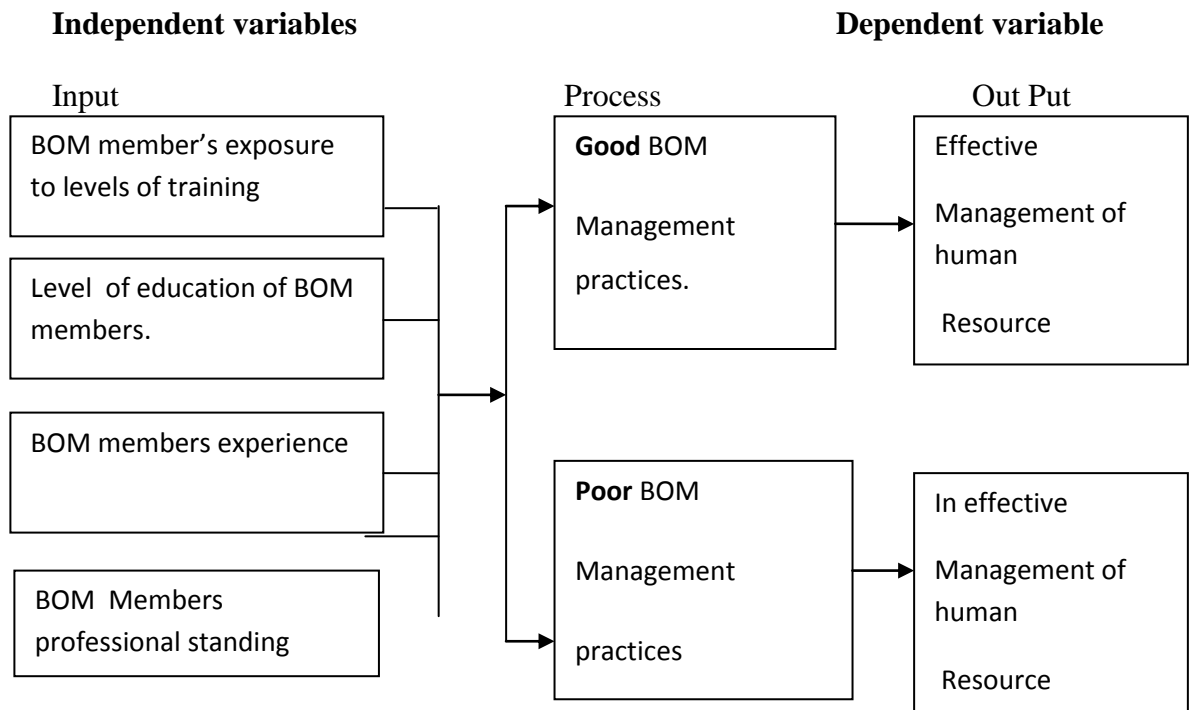 Independent variables
Dependent variable
Input
Process
Out Put
BOM member’s exposure
to levels of training
Level of education of BOM
members.
BOM members experience
BOM Members
professional standing
Good BOM
Management
practices.
Poor BOM
Management
practices
Effective
Management of
human
Resource
In effective
Management of
human
Resource